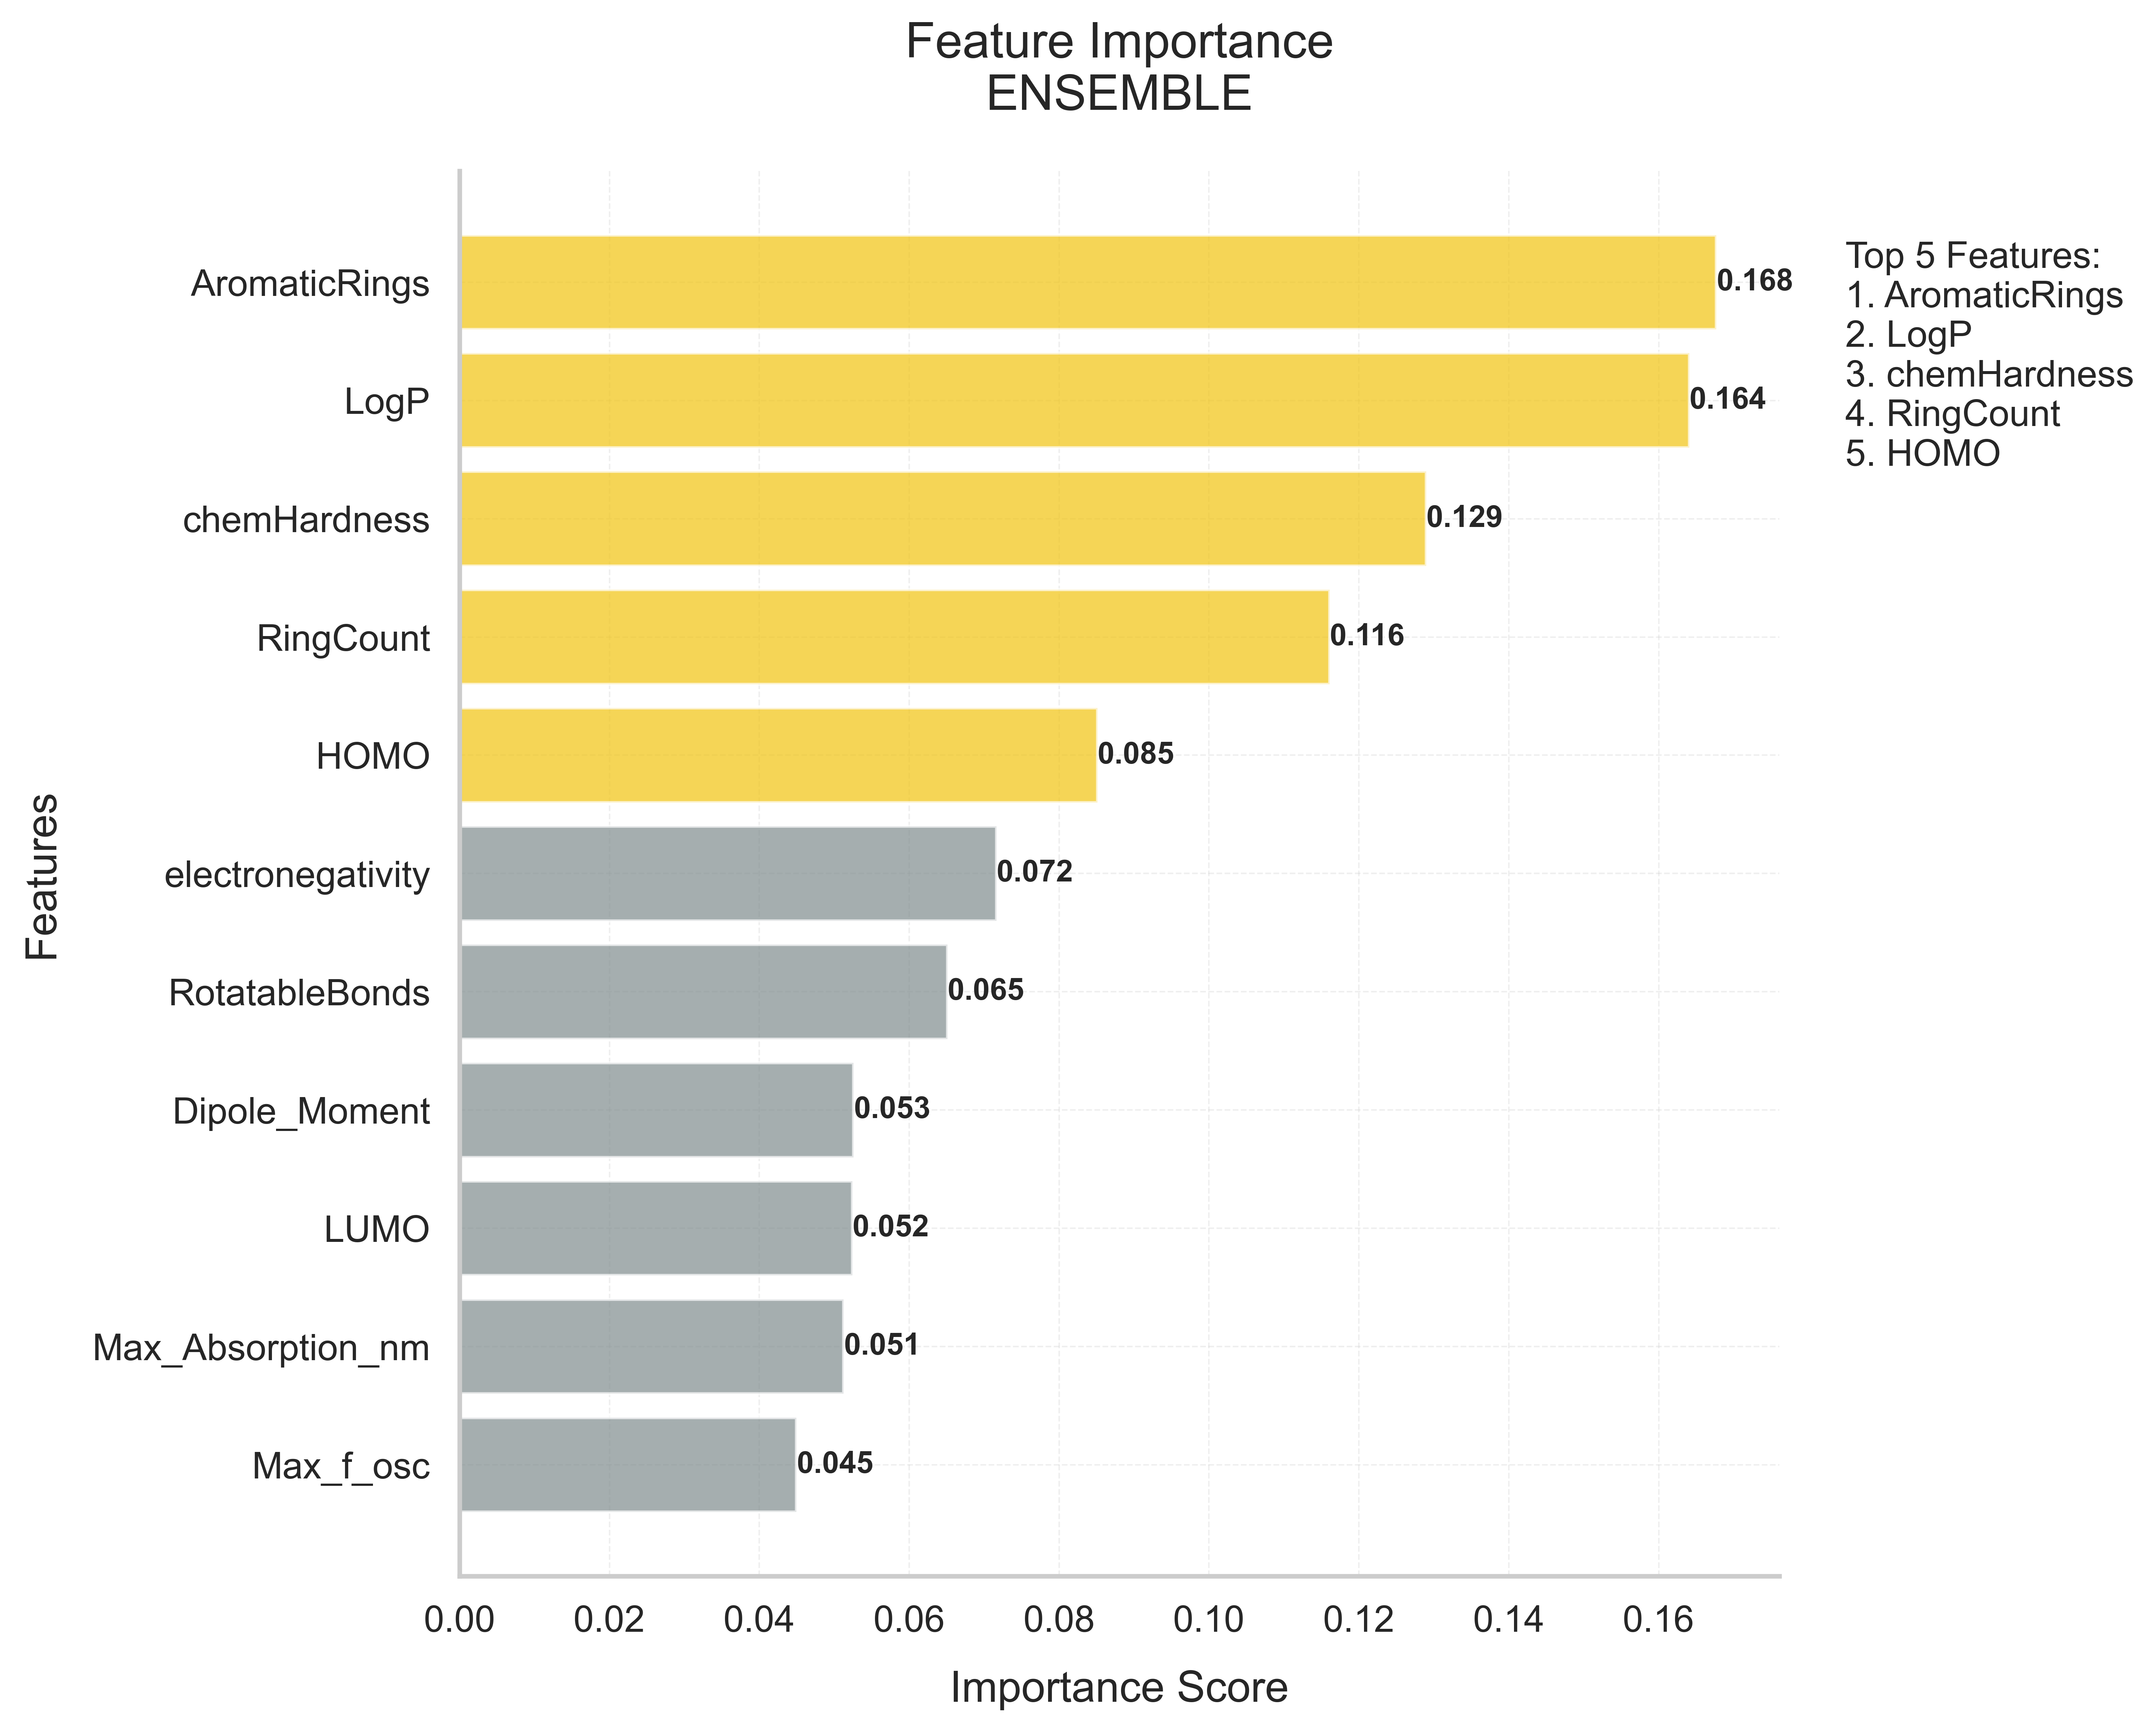 Feature Importance
ENSEMBLE
AromaticRings
0.168
LogP
0.164
chemHardness
0.129
RingCount
0.116
HOMO
0.085
electronegativity
0.072
RotatableBonds
0.065
Dipole_Moment
0.053
LUMO
0.052
Max_Absorption_nm
0.051
Max_f_osc
0.045
Features
0.00 0.02 0.04 0.06 0.08 0.10 0.12 0.14 0.16
Importance Score
Top 5 Features:
1. AromaticRings
2. LogP
3. chemHardness
4. RingCount
5. HOMO